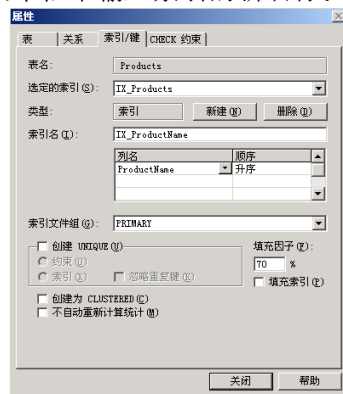 属性
表 关系 索引/键 CHECK 约束
表名: Products
选定的索引(S): IX_Products
类型: 索引 新建(N) 删除(D)
索引名(I): IX_ProductName
列名 顺序
ProductName 升序
索引文件组(G): PRIMARY
创建 UNIQUE(U) 填充因子(F):
约束(O) 70 %
索引(X) 忽略重复键(K) 填充索引(P)
创建为 CLUSTERED(C)
不自动重新计算统计(M)
关闭 帮助